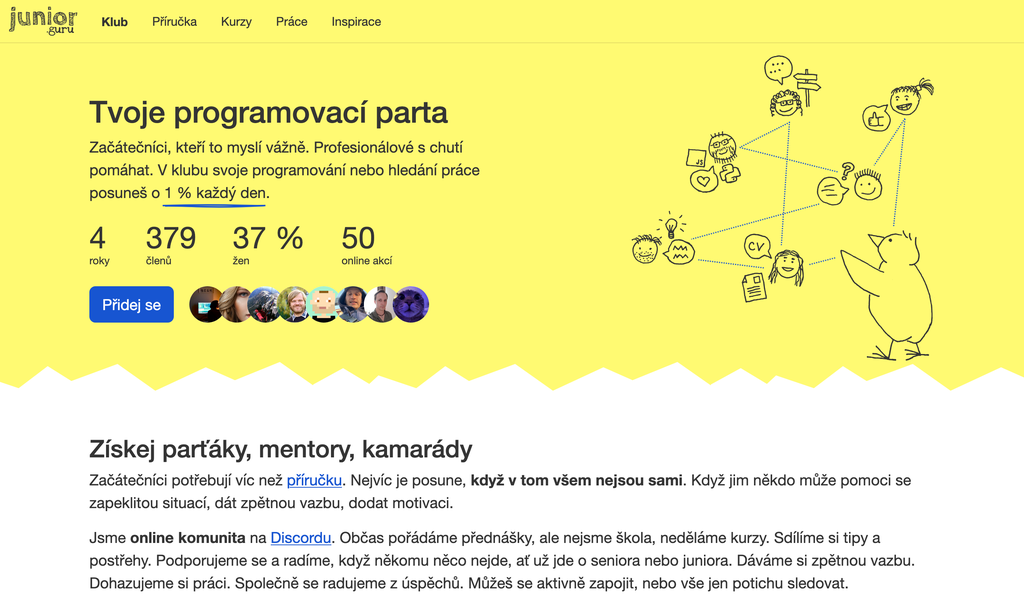 junior
.guru
Klub Příručka Kurzy Práce Inspirace
Tvoje programovací parta
Začátečníci, kteří to myslí vážně. Profesionálové s chutí
pomáhat. V klubu svoje programování nebo hledání práce
posuneš o 1 % každý den.
4 379 37 % 50
roky členů žen online akcí
Přidej se
JS
?
CV
Získej parťáky, mentory, kamarády
Začátečníci potřebují víc než příručku. Nejvíc je posune, když v tom všem nejsou sami. Když jim někdo může pomoci se
zapeklitou situací, dát zpětnou vazbu, dodat motivaci.
Jsme online komunita na Discordu. Občas pořádáme přednášky, ale nejsme škola, neděláme kurzy. Sdílíme si tipy a
postřehy. Podporujeme se a radíme, když někomu něco nejde, ať už jde o seniora nebo juniora. Dáváme si zpětnou vazbu.
Dohazujeme si práci. Společně se radujeme z úspěchů. Můžeš se aktivně zapojit, nebo vše jen potichu sledovat.